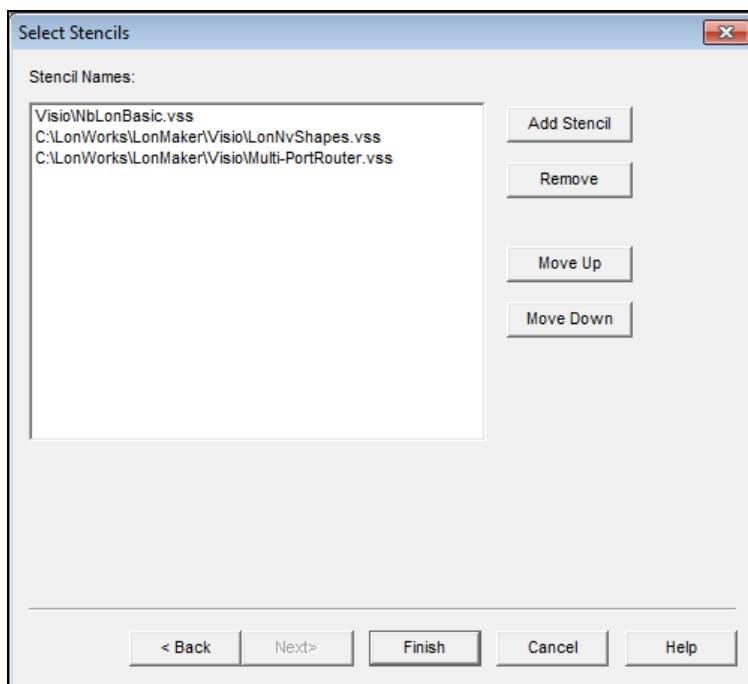 Select Stencils
Stencil Names:
Visio\NbLonBasic.vss
C:\LonWorks\LonMaker\Visio\LonNvShapes.vss
C:\LonWorks\LonMaker\Visio\Multi-PortRouter.vss
Add Stencil
Remove
Move Up
Move Down
< Back
Next>
Finish
Cancel
Help